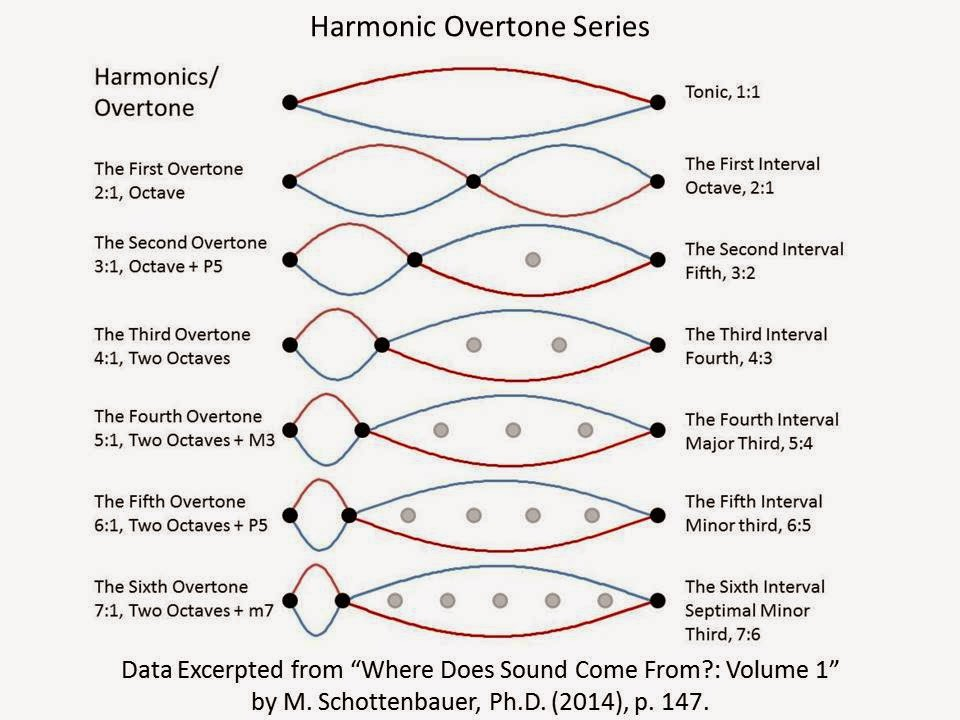 Harmonic Overtone Series
Harmonics/
Overtone
Tonic, 1:1
The First Overtone
2:1, Octave
The First Interval
Octave, 2:1
The Second Overtone
3:1, Octave + P5
The Second Interval
Fifth, 3:2
The Third Overtone
4:1, Two Octaves
The Third Interval
Fourth, 4:3
The Fourth Overtone
5:1, Two Octaves + M3
The Fourth Interval
Major Third, 5:4
The Fifth Overtone
6:1, Two Octaves + P5
The Fifth Interval
Minor third, 6:5
The Sixth Overtone
7:1, Two Octaves + m7
The Sixth Interval
Septimal Minor
Third, 7:6
Data Excerpted from “Where Does Sound Come From?: Volume 1”
by M. Schottenbauer, Ph.D. (2014), p. 147.